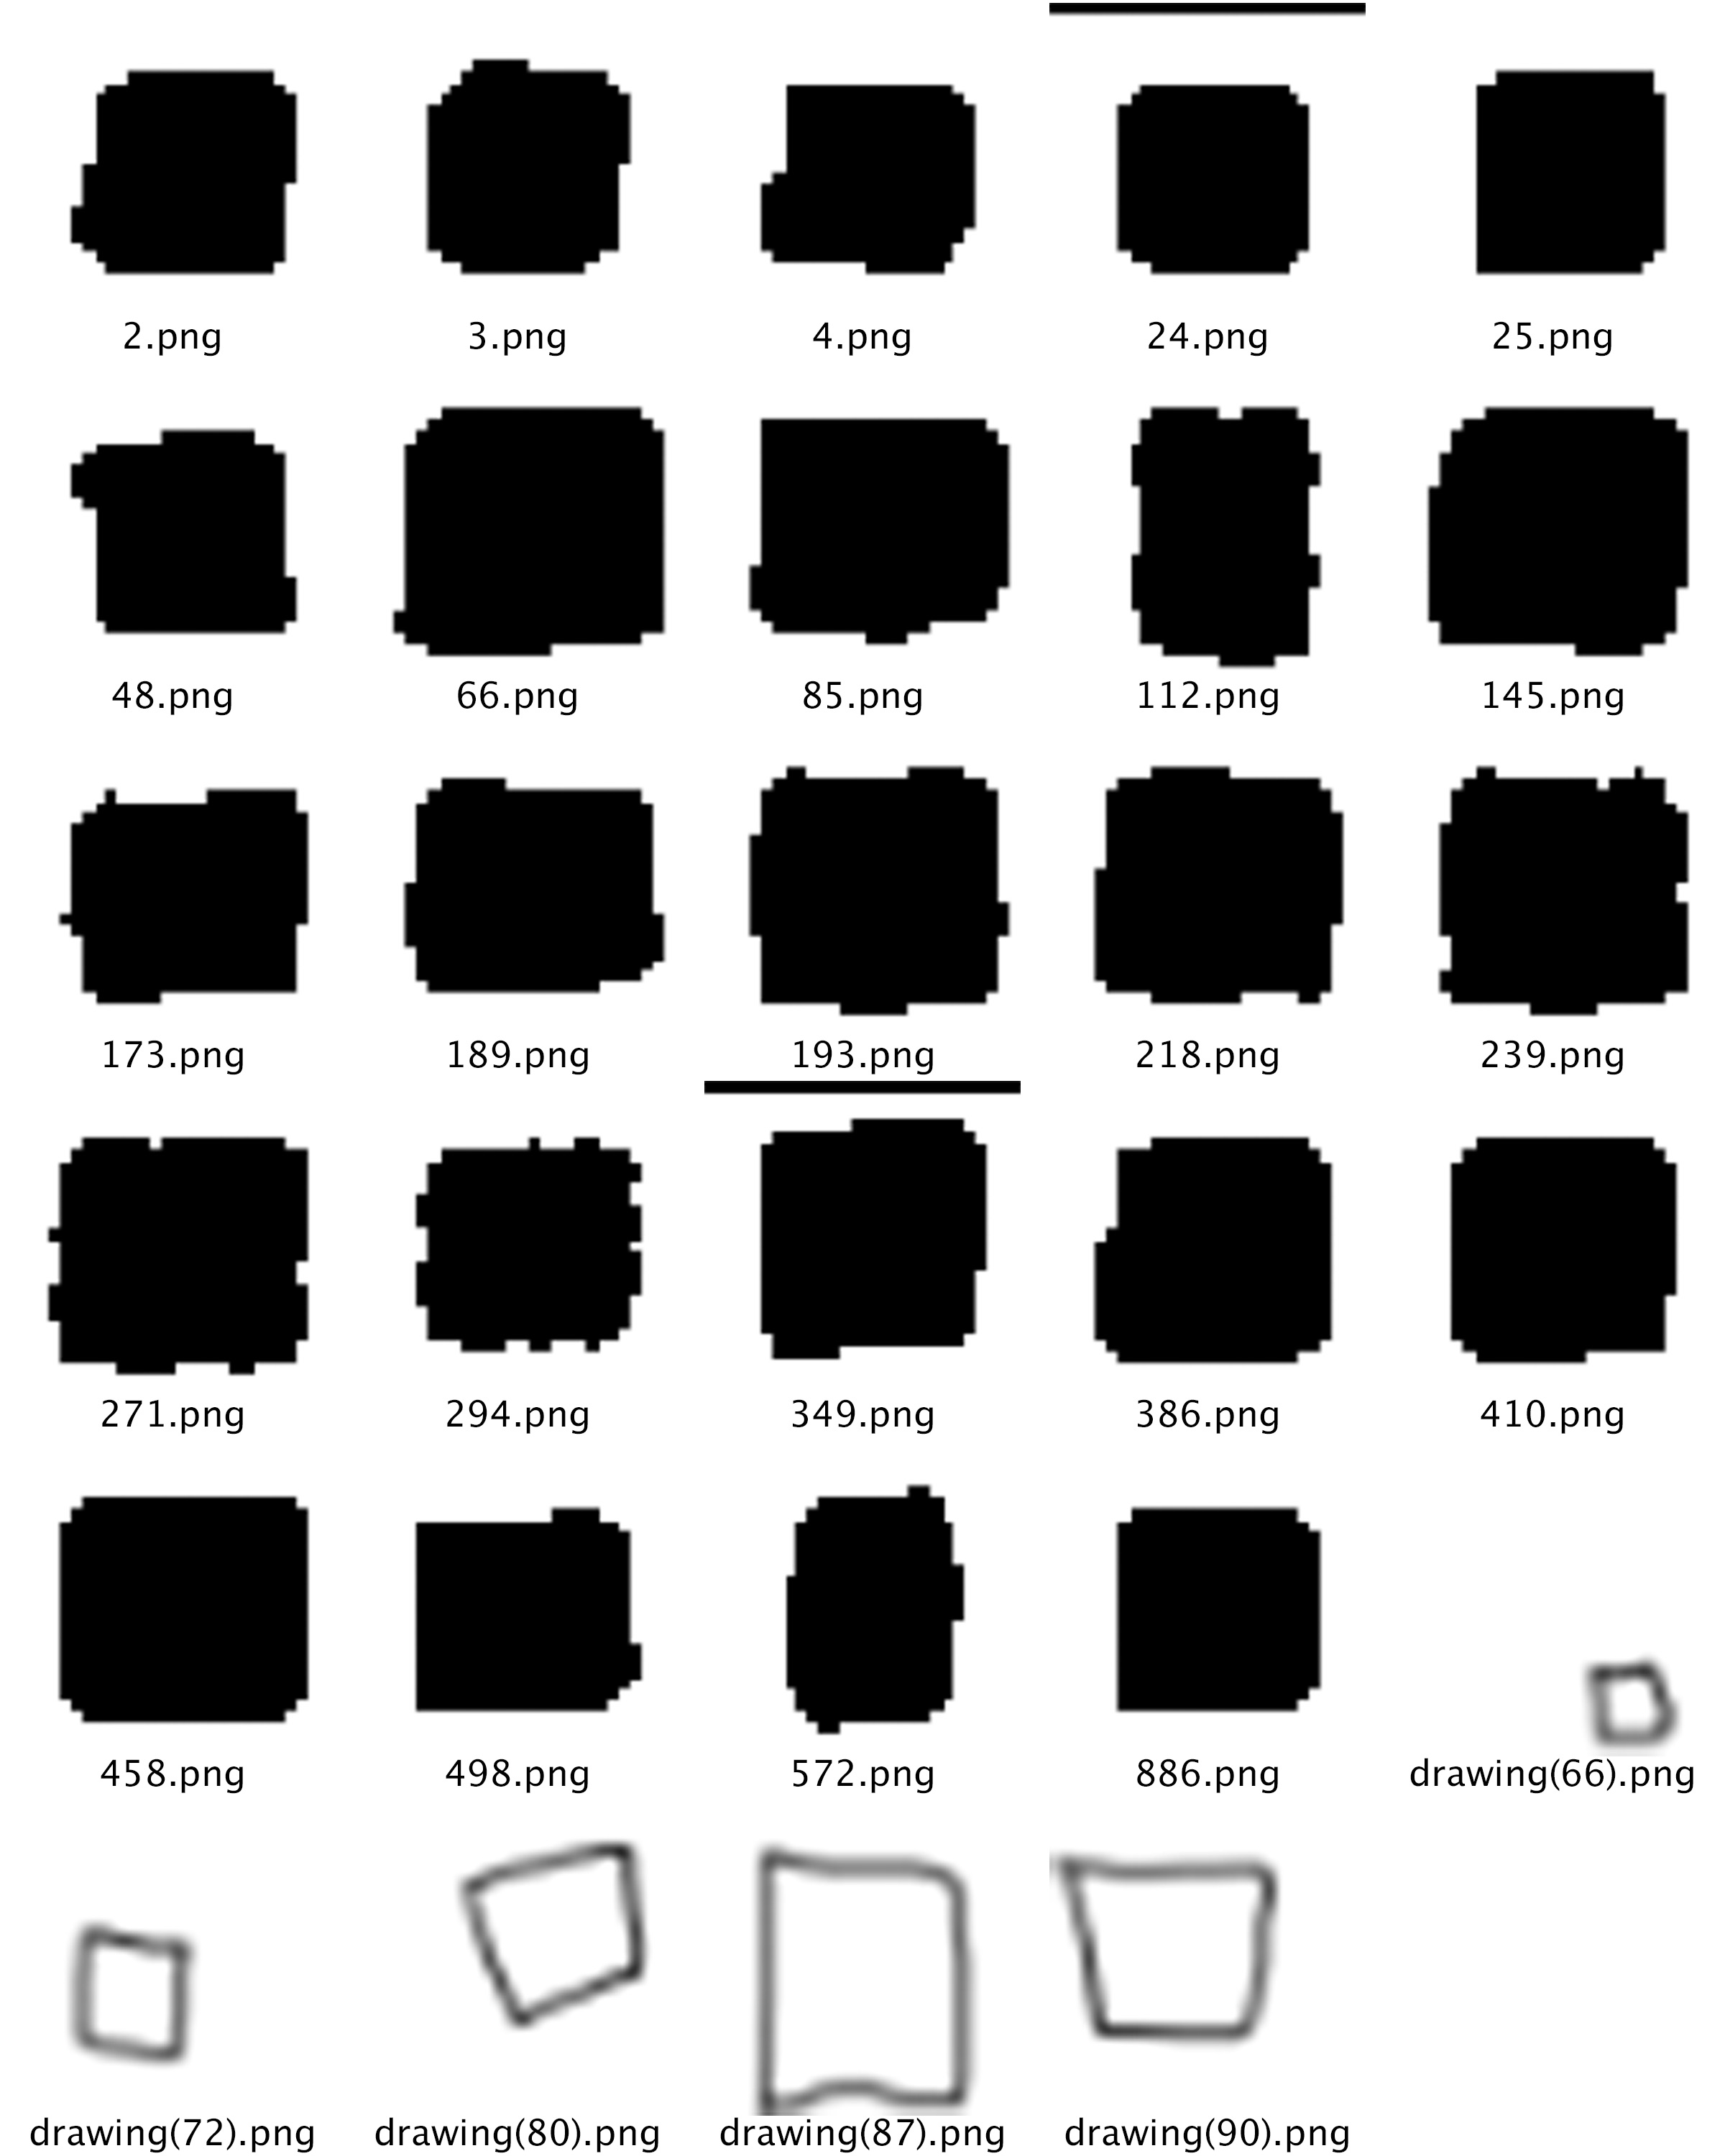 2.png 3.png 4.png 24.png 25.png
48.png 66.png 85.png 112.png 145.png
173.png 189.png 193.png 218.png 239.png
271.png 294.png 349.png 386.png 410.png
458.png 498.png 572.png 886.png drawing(66).png
drawing(72).png drawing(80).png drawing(87).png drawing(90).png